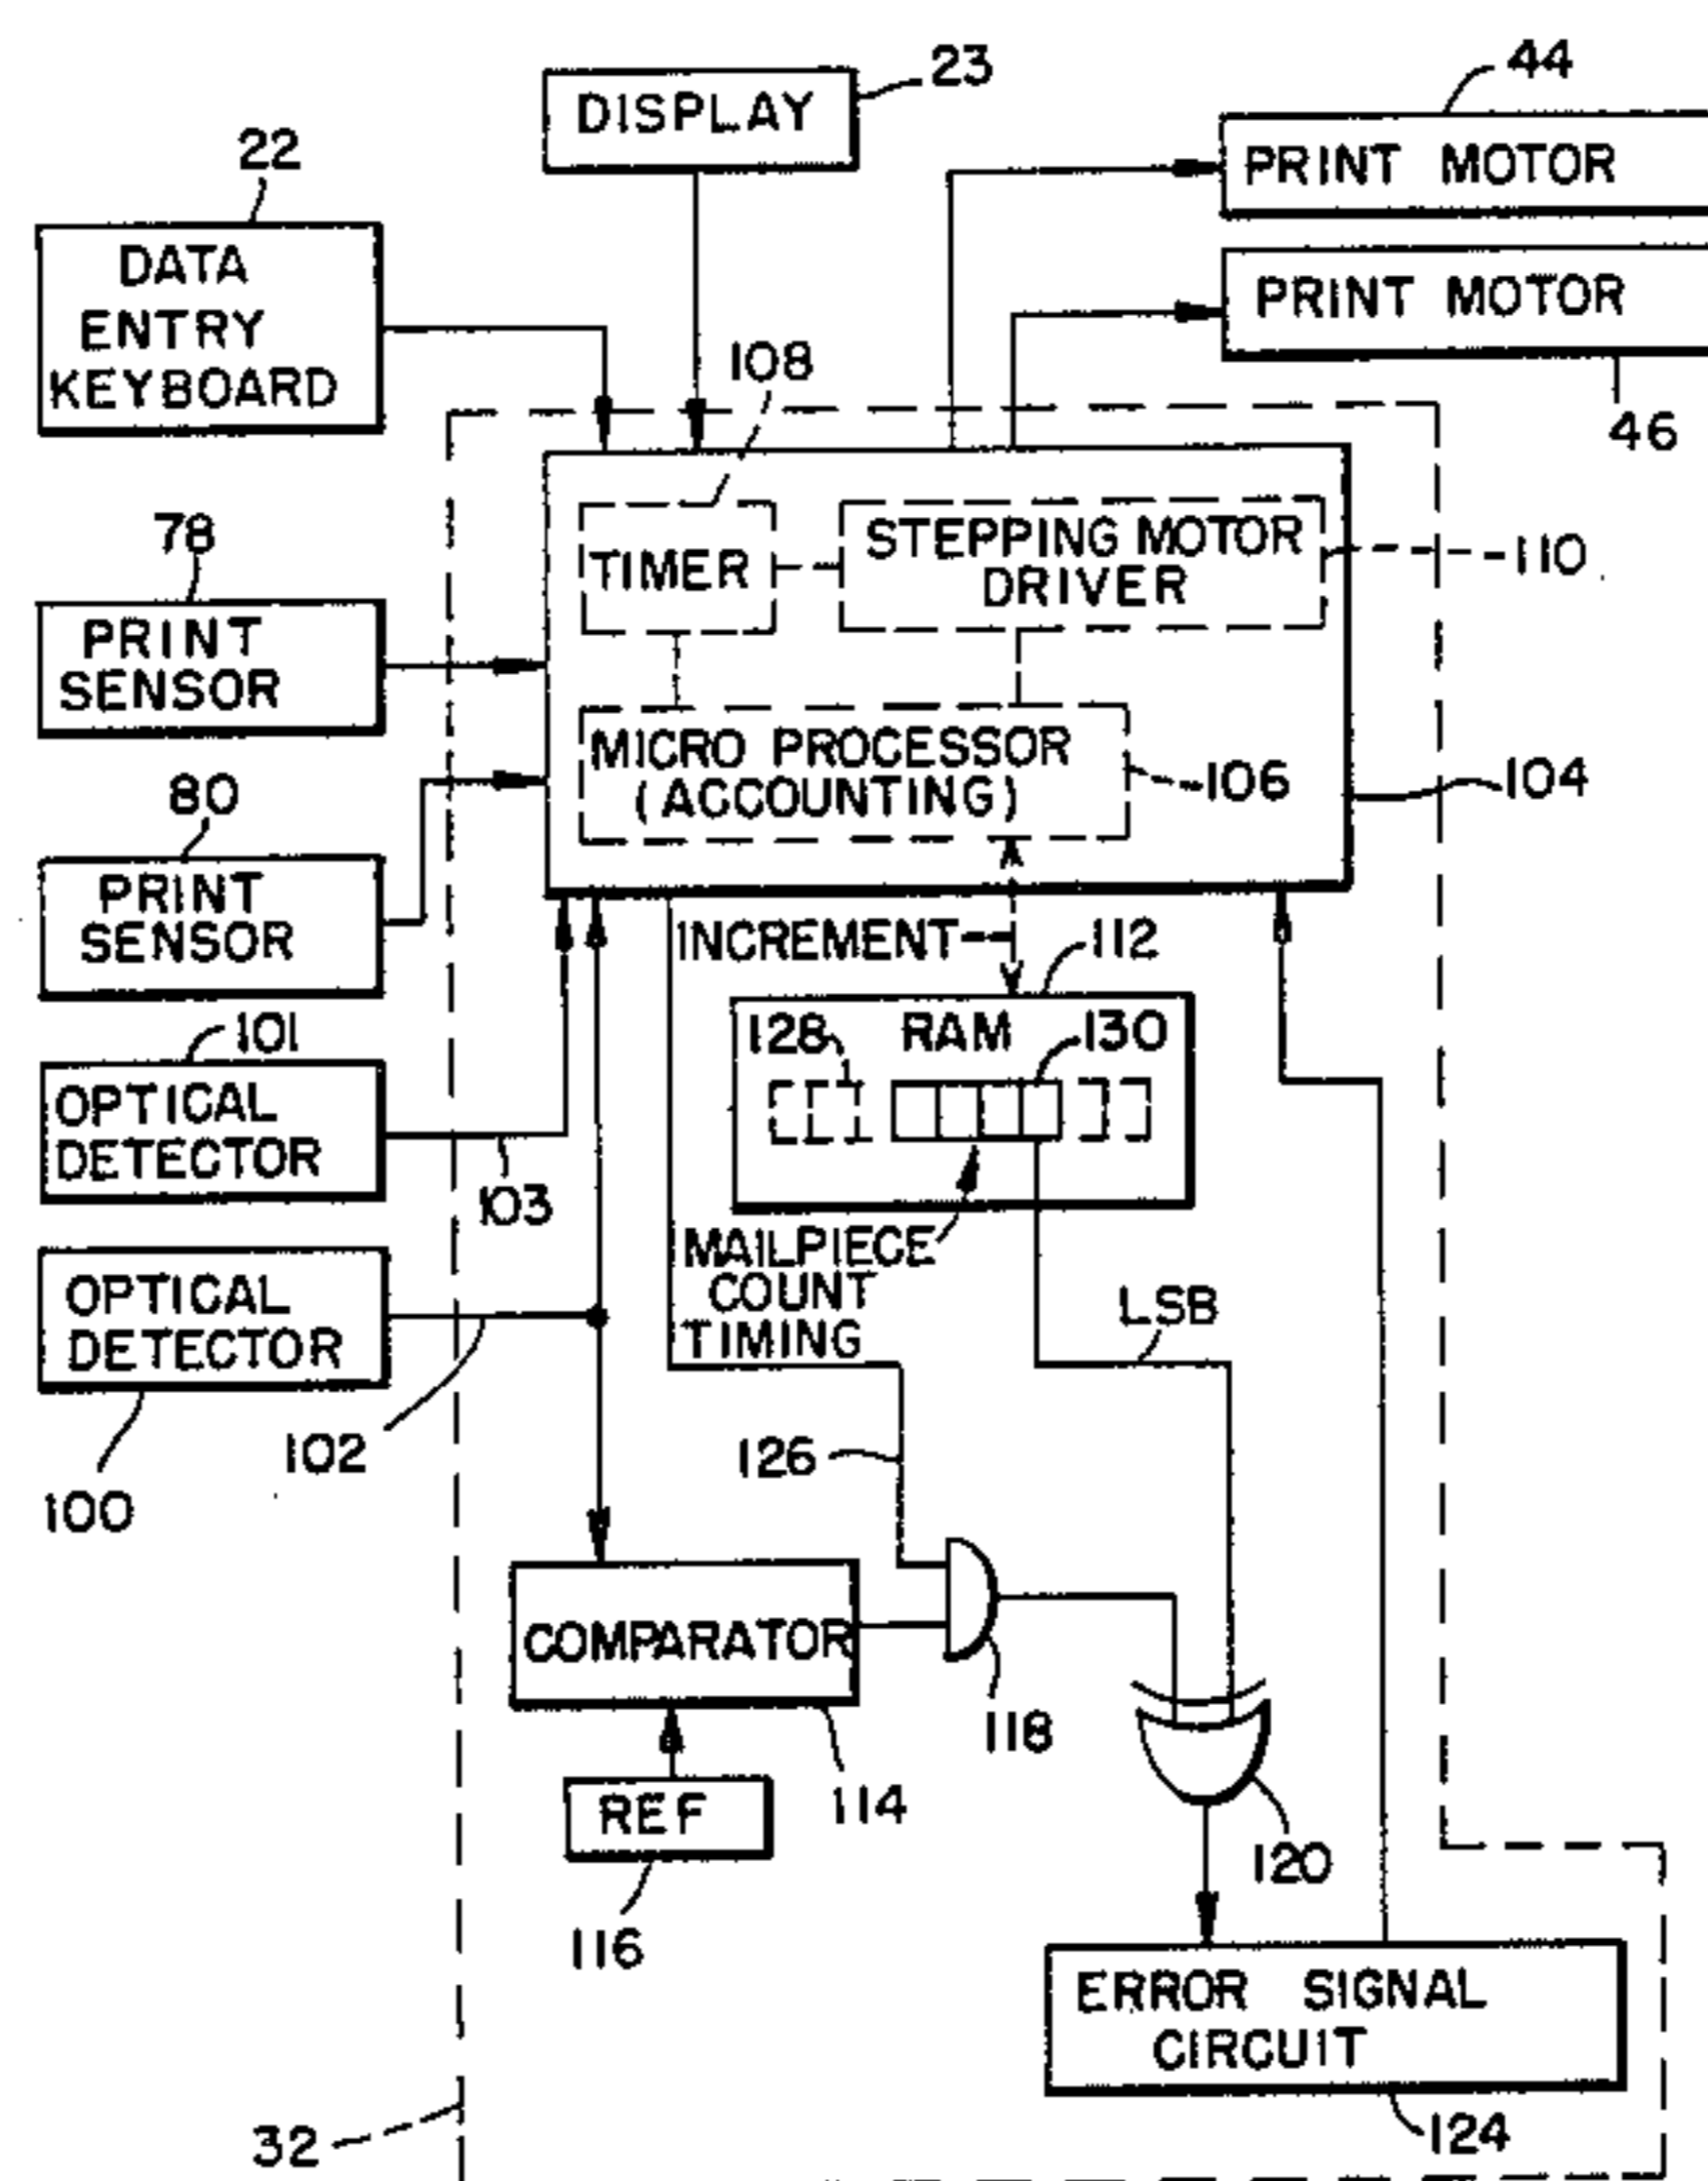 23
DISPLAY
44
PRINT MOTOR
22
DATA
ENTRY
KEYBOARD
PRINT MOTOR
46
108
78
PRINT
SENSOR
TIMER
STEPPING MOTOR
DRIVER
110
MICRO PROCESSOR
(ACCOUNTING)
106
104
80
PRINT
SENSOR
INCREMENT
112
101
OPTICAL
DETECTOR
103
128
RAM
130
MAILPIECE
COUNT
TIMING
LSB
OPTICAL
DETECTOR
102
100
126
COMPARATOR
118
REF
114
116
120
ERROR SIGNAL
CIRCUIT
124
32